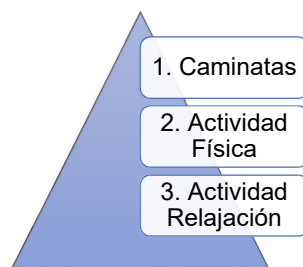 1. Caminatas
2. Actividad
Física
3. Actividad
Relajación